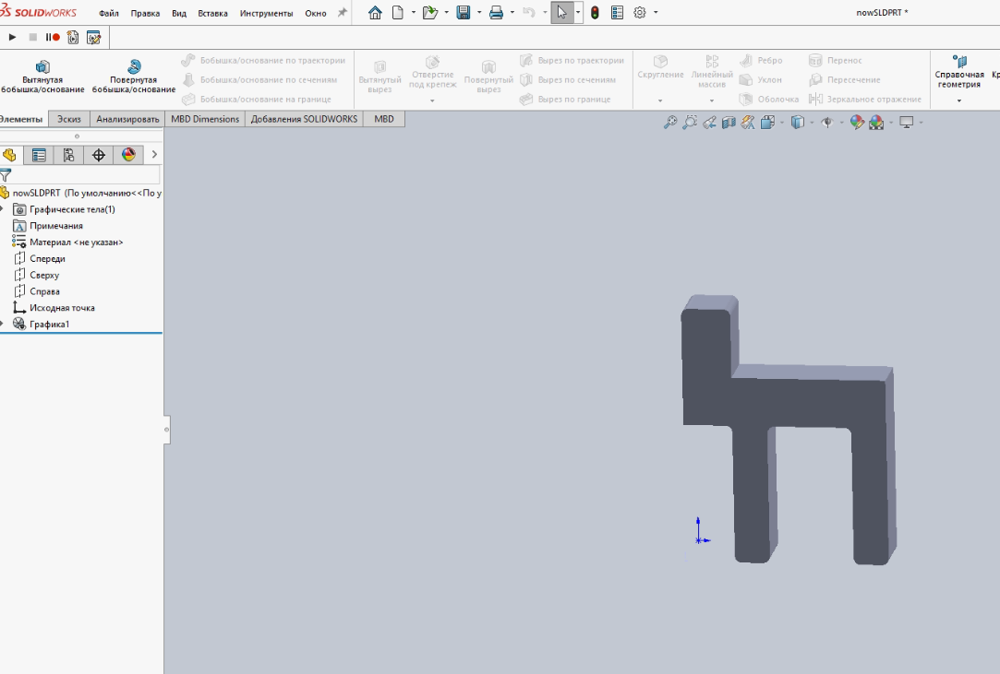 SOLIDWORKS Файл Правка Вид Вставка Инструменты Окно nowSLDPRT *
Вытянутая бобышка/основание
Повернутая бобышка/основание
Бобышка/основание по траектории
Бобышка/основание по сечениям
Бобышка/основание на границе
Вытянутый вырез
Отверстие под крепеж
Повернутый вырез
Вырез по траектории
Вырез по сечениям
Вырез по границе
Скругление
Линейный массив
Ребро
Уклон
Оболочка
Перенос
Пересечение
Зеркальное отражение
Справочная геометрия
Элементы Эскиз Анализировать MBD Dimensions Добавления SOLIDWORKS MBD
nowSLDPRT (По умолчанию<<По у
Графические тела(1)
Примечания
Материал <не указан>
Спереди
Сверху
Справа
Исходная точка
Графика1